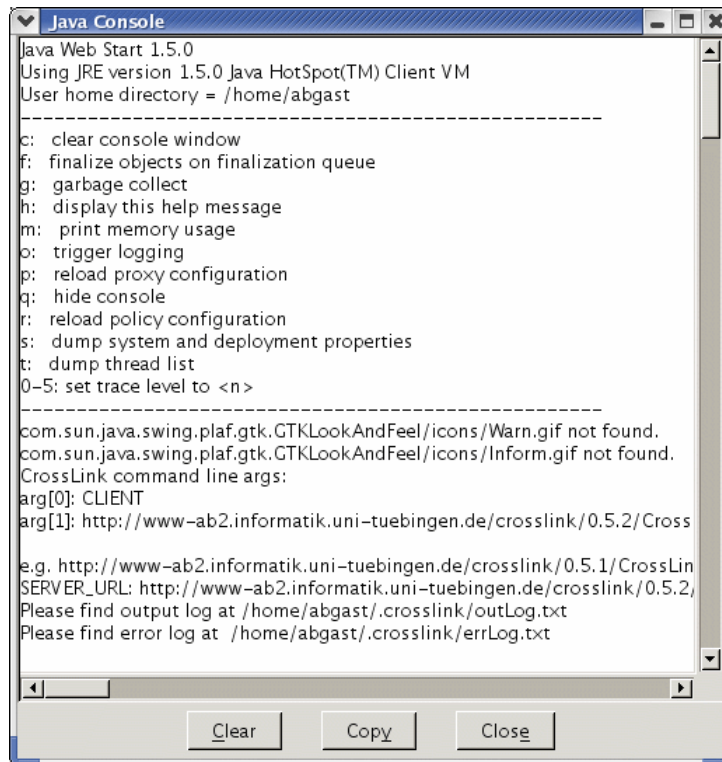 Java Console
Java Web Start 1.5.0
Using JRE version 1.5.0 Java HotSpot(TM) Client VM
User home directory = /home/abgast
----------------------------------------------------
c:   clear console window
f:   finalize objects on finalization queue
g:   garbage collect
h:   display this help message
m:   print memory usage
o:   trigger logging
p:   reload proxy configuration
q:   hide console
r:   reload policy configuration
s:   dump system and deployment properties
t:   dump thread list
0-5: set trace level to <n>
----------------------------------------------------
com.sun.java.swing.plaf.gtk.GTKLookAndFeel/icons/Warn.gif not found.
com.sun.java.swing.plaf.gtk.GTKLookAndFeel/icons/Inform.gif not found.
CrossLink command line args:
arg[0]: CLIENT
arg[1]: http://www-ab2.informatik.uni-tuebingen.de/crosslink/0.5.2/Cross
e.g. http://www-ab2.informatik.uni-tuebingen.de/crosslink/0.5.1/CrossLin
SERVER_URL: http://www-ab2.informatik.uni-tuebingen.de/crosslink/0.5.2/
Please find output log at /home/abgast/.crosslink/outLog.txt
Please find error log at  /home/abgast/.crosslink/errLog.txt
Clear Copy Close